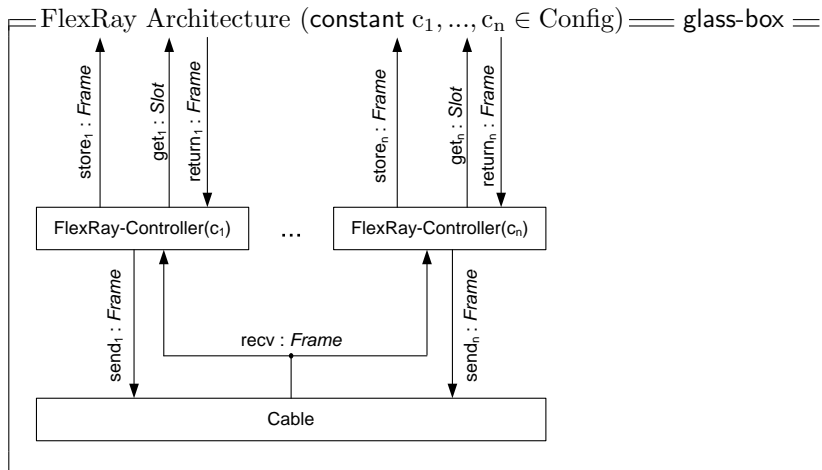 FlexRay Architecture (constant c₁, ..., cₙ ∈ Config) glass-box
store₁ : Frame
get₁ : Slot
return₁ : Frame
storeₙ : Frame
getₙ : Slot
returnₙ : Frame
FlexRay-Controller(c₁)
...
FlexRay-Controller(cₙ)
send₁ : Frame
recv : Frame
sendₙ : Frame
Cable